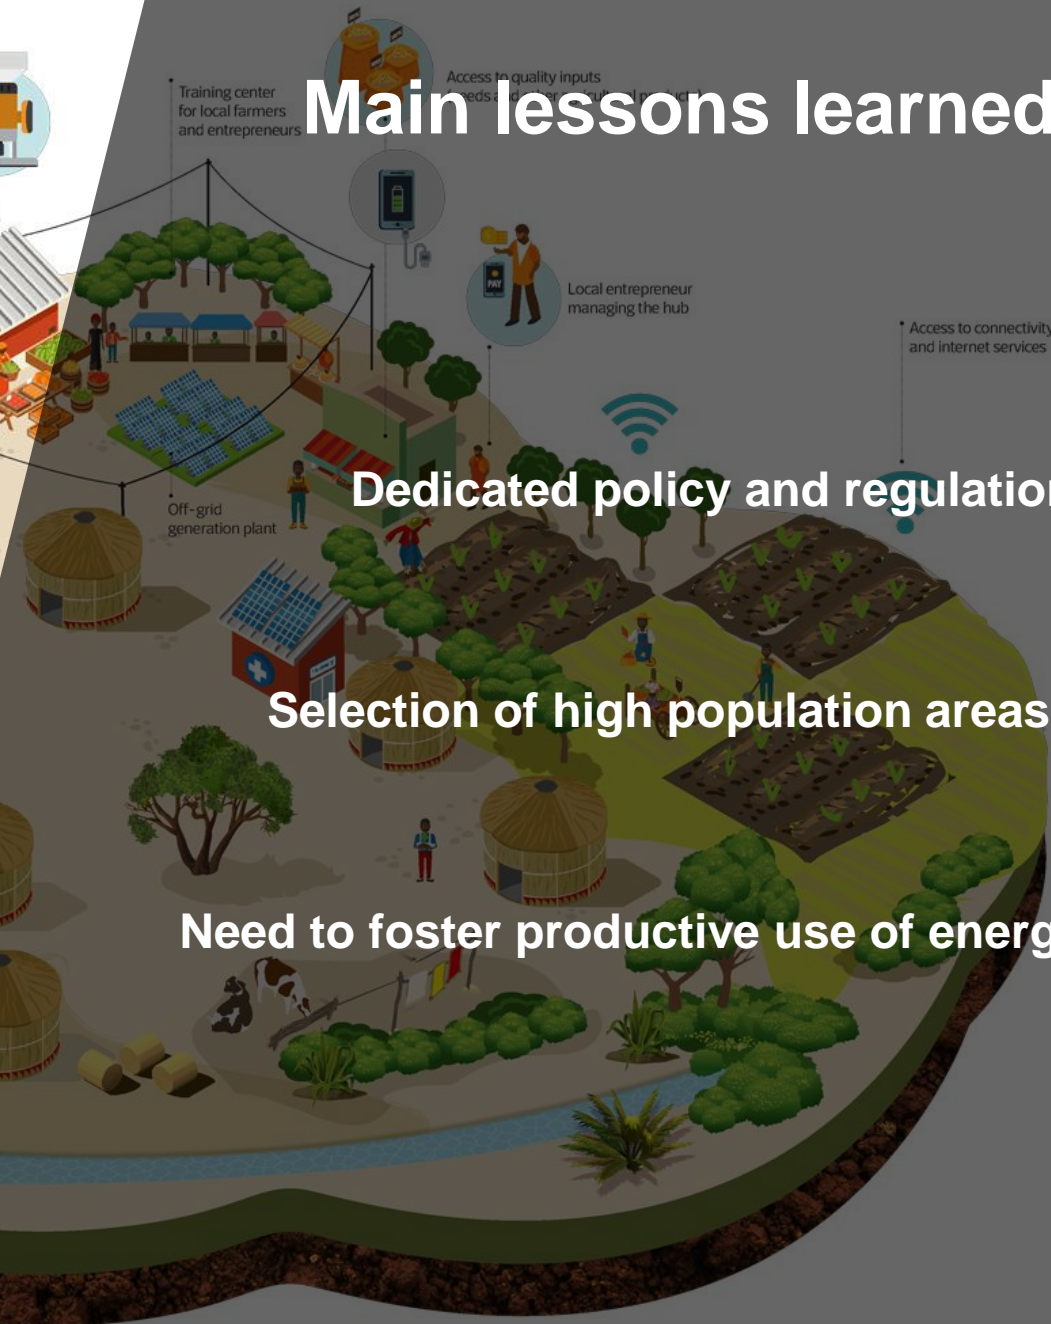 Main lessons learned
Training center
for local farmers
and entrepreneurs
Access to quality inputs
PAY
Local entrepreneur
managing the hub
Access to connectivity
and internet services
Dedicated policy and regulation
Off-grid
generation plant
Selection of high population areas
Need to foster productive use of energ